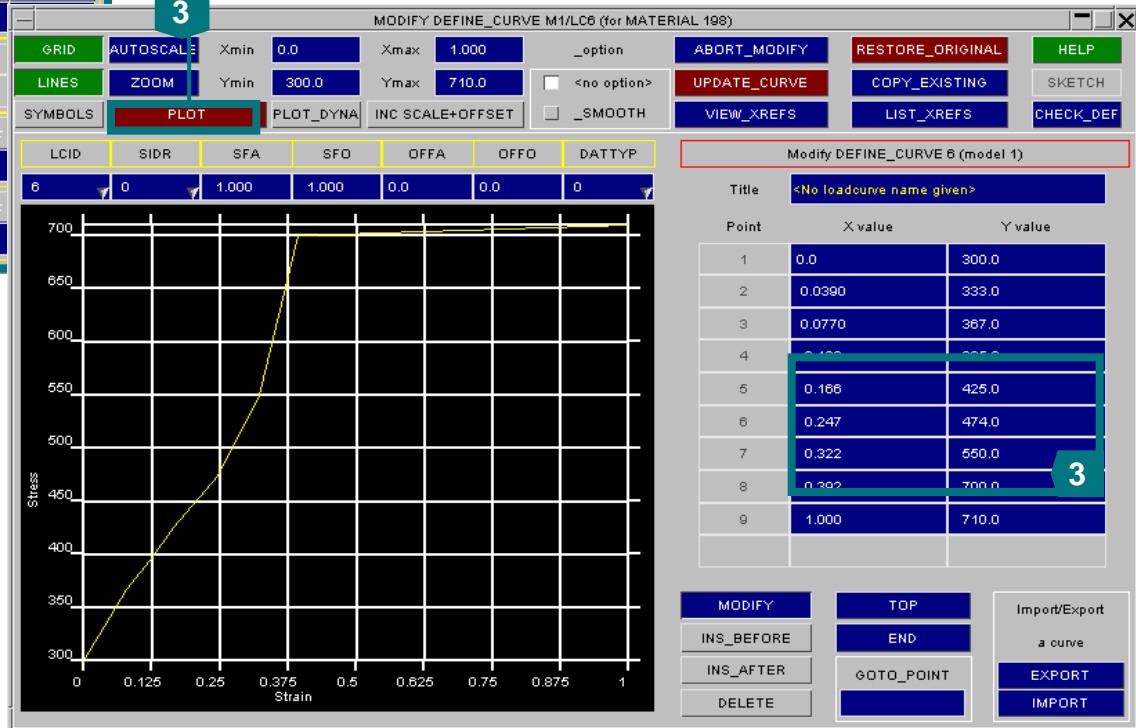 3
MODIFY DEFINE_CURVE M1/LC6 (for MATERIAL 198)
X
GRID AUTOSCALE Xmin 0.0 Xmax 1.000 _option ABORT_MODIFY RESTORE_ORIGINAL HELP
LINES ZOOM Ymin 300.0 Ymax 710.0 <no option> UPDATE_CURVE COPY_EXISTING SKETCH
SYMBOLS PLOT PLOT_DYNA INC SCALE+OFFSET _SMOOTH VIEW_XREFS LIST_XREFS CHECK_DEF
LCID SIDR SFA SFO OFFA OFFO DATTYP
6 0 1.000 1.000 0.0 0.0 0
700
650
600
550
500
450
400
350
300
Stress
0 0.125 0.25 0.375 0.5 0.625 0.75 0.875 1
Strain
Modify DEFINE_CURVE 6 (model 1)
Title <No loadcurve name given>
Point X value Y value
1 0.0 300.0
2 0.0390 333.0
3 0.0770 367.0
4
5 0.166 425.0
6 0.247 474.0
7 0.322 550.0
3
8 0.392 700.0
9 1.000 710.0
MODIFY TOP Import/Export
INS_BEFORE END a curve
INS_AFTER GOTO_POINT EXPORT
DELETE IMPORT